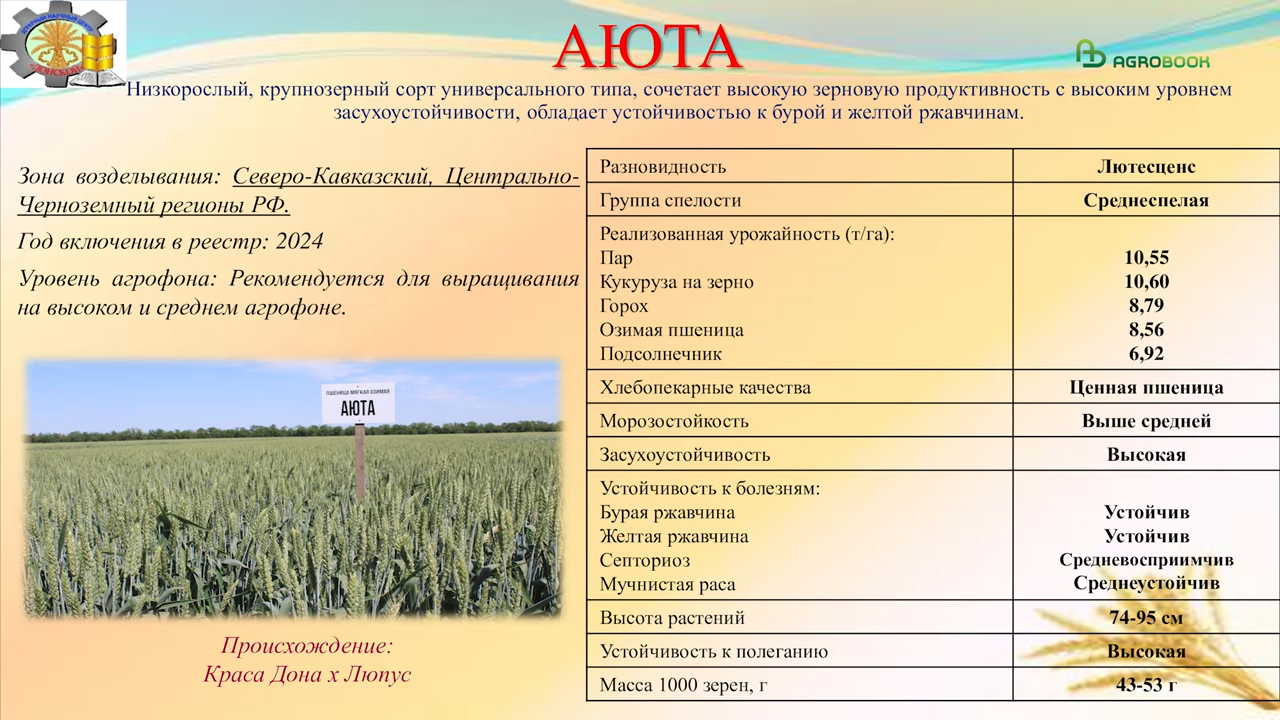 АЮТА
AGROBOOK
Низкорослый, крупнозерный сорт универсального типа, сочетает высокую зерновую продуктивность с высоким уровнем
засухоустойчивости, обладает устойчивостью к бурой и желтой ржавчинам.
Зона возделывания: Северо-Кавказский, Центрально-
Черноземный регионы РФ.
Год включения в реестр: 2024
Уровень агрофона: Рекомендуется для выращивания
на высоком и среднем агрофоне.
ПШЕНИЦА МЯГКАЯ ОЗИМАЯ
АЮТА
Происхождение:
Краса Дона х Люпус
Разновидность Лютесценс
Группа спелости Среднеспелая
Реализованная урожайность (т/га):
Пар 10,55
Кукуруза на зерно 10,60
Горох 8,79
Озимая пшеница 8,56
Подсолнечник 6,92
Хлебопекарные качества Ценная пшеница
Морозостойкость Выше средней
Засухоустойчивость Высокая
Устойчивость к болезням:
Бурая ржавчина Устойчив
Желтая ржавчина Устойчив
Септориоз Средневосприимчив
Мучнистая раса Среднеустойчив
Высота растений 74-95 см
Устойчивость к полеганию Высокая
Масса 1000 зерен, г 43-53 г